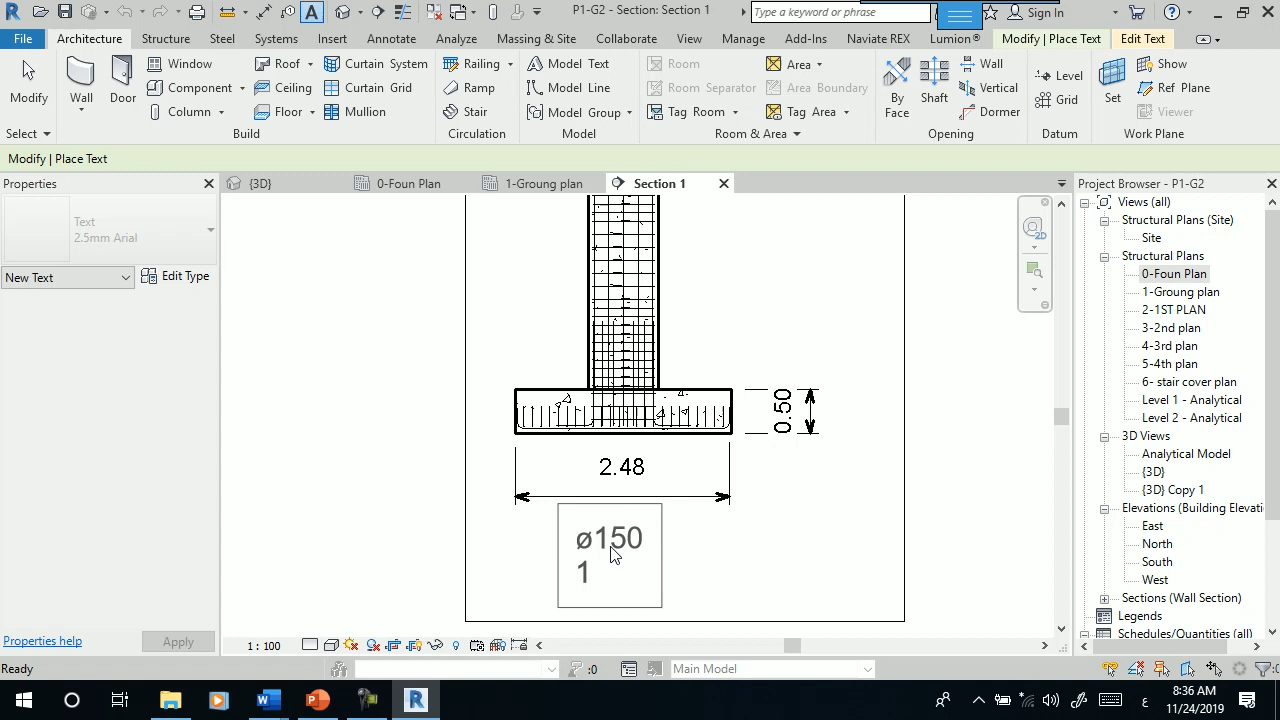 P1-G2: Section: Section 1
Type a keyword or phrase
Sign In
File
Architecture
Structure
Steel
Systems
Insert
Annotate
Analyze
Massing & Site
Collaborate
View
Manage
Add-Ins
Naviate REX
Lumion®
Modify | Place Text
Edit Text
Modify
Wall
Door
Window
Component
Column
Roof
Ceiling
Floor
Curtain System
Curtain Grid
Mullion
Railing
Ramp
Stair
Model Text
Model Line
Model Group
Room
Room Separator
Tag Room
Area
Area Boundary
Tag Area
By
Face
Shaft
Wall
Vertical
Dormer
Level
Grid
Set
Show
Ref Plane
Viewer
Select
Build
Circulation
Model
Room & Area
Opening
Datum
Work Plane
Modify | Place Text
Properties
Text
2.5mm Arial
New Text
Edit Type
Properties help
Apply
{3D}
0-Foun Plan
1-Groung plan
Section 1
2D
0.50
2.48
ø150
1
1 : 100
Project Browser - P1-G2
Views (all)
Structural Plans (Site)
Site
Structural Plans
0-Foun Plan
1-Groung plan
2-1ST PLAN
3-2nd plan
4-3rd plan
5-4th plan
6- stair cover plan
Level 1 - Analytical
Level 2 - Analytical
3D Views
Analytical Model
{3D}
{3D} Copy 1
Elevations (Building Elevati
East
North
South
West
Sections (Wall Section)
Legends
Schedules/Quantities (all)
Ready
:0
Main Model
:0
ع
8:36 AM
11/24/2019